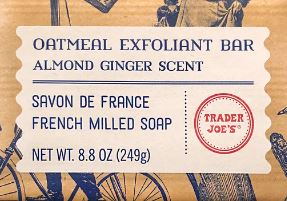 OATMEAL EXFOLIANT BAR
ALMOND GINGER SCENT
SAVON DE FRANCE
FRENCH MILLED SOAP
NET WT. 8.8 OZ (249g)
TRADER
JOE'S®